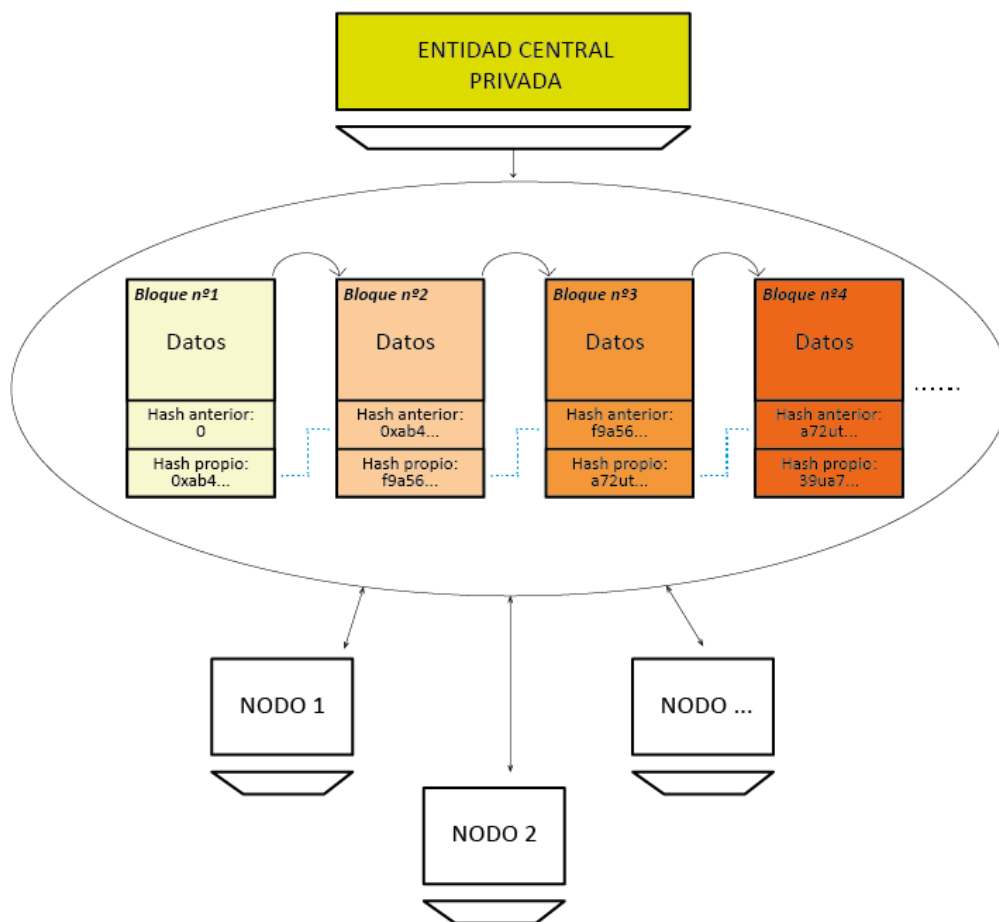 ENTIDAD CENTRAL
PRIVADA
Bloque nº1
Datos
Hash anterior:
0
Hash propio:
0xab4...
Bloque nº2
Datos
Hash anterior:
0xab4...
Hash propio:
f9a56...
Bloque nº3
Datos
Hash anterior:
f9a56...
Hash propio:
a72ut...
Bloque nº4
Datos
Hash anterior:
a72ut...
Hash propio:
39ua7...
......
NODO 1
NODO 2
NODO ...